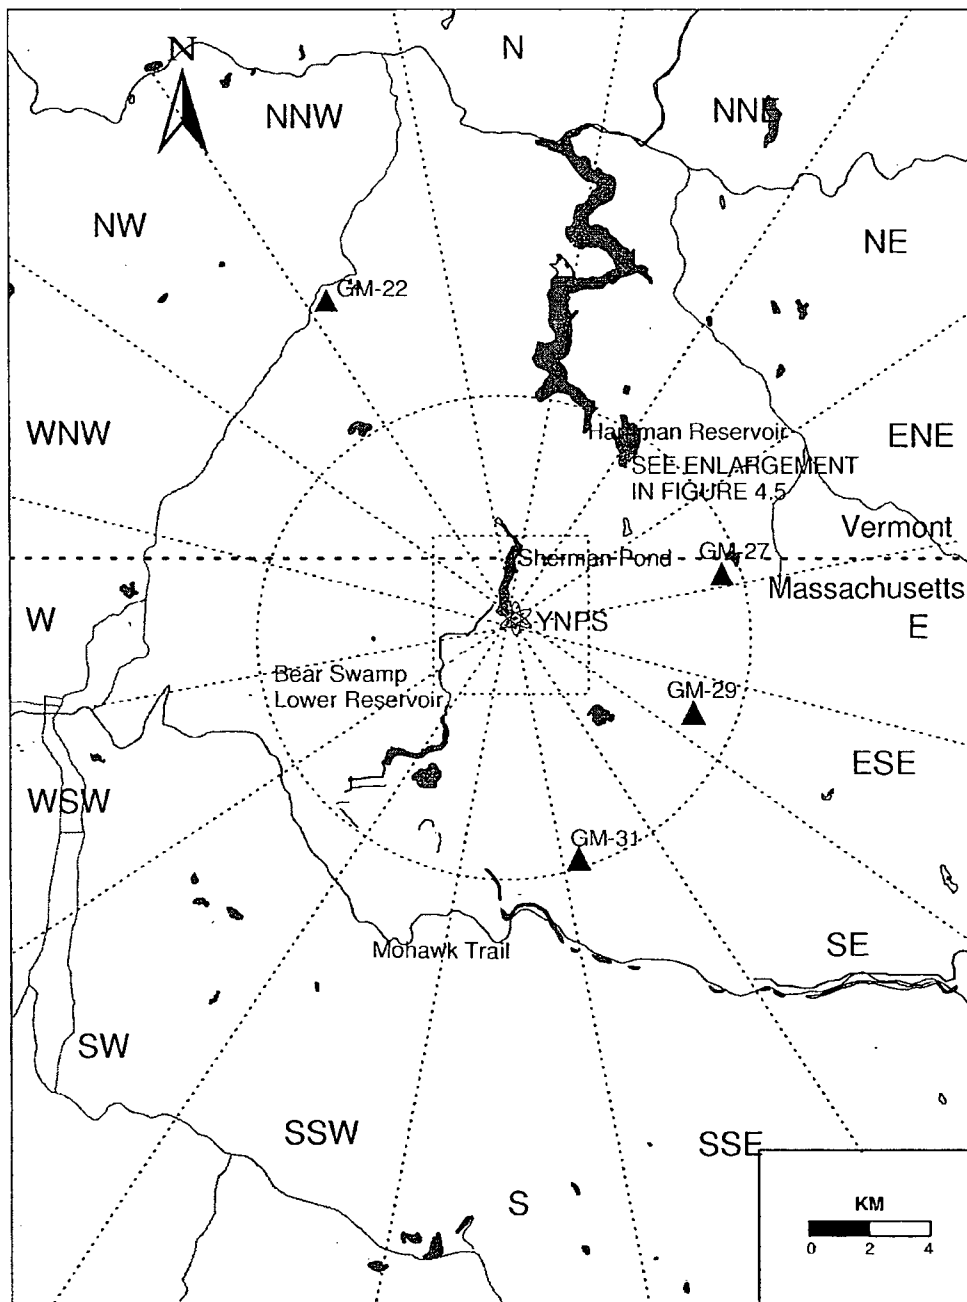 N
N
NNW
NNE
NW
NE
GM-22
WNW
Harriman Reservoir
ENE
SEE ENLARGEMENT
IN FIGURE 4.5
Vermont
Sherman Pond
GM-27
Massachusetts
W
YNPS
E
Bear Swamp
Lower Reservoir
GM-29
ESE
WSW
GM-31
Mohawk Trail
SE
SW
SSW
SSE
S
KM
0 2 4